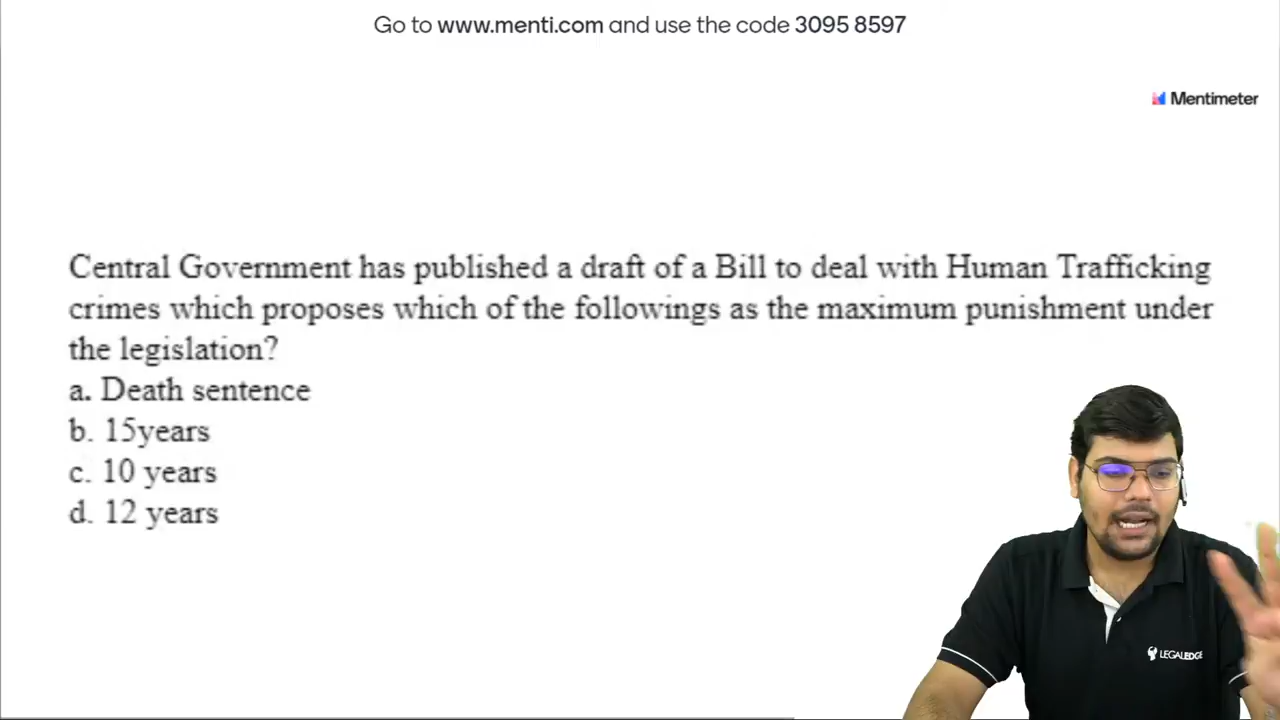 Go to www.menti.com and use the code 3095 8597
Mentimeter
Central Government has published a draft of a Bill to deal with Human Trafficking
crimes which proposes which of the followings as the maximum punishment under
the legislation?
a. Death sentence
b. 15years
c. 10 years
d. 12 years
LEGALEDGE